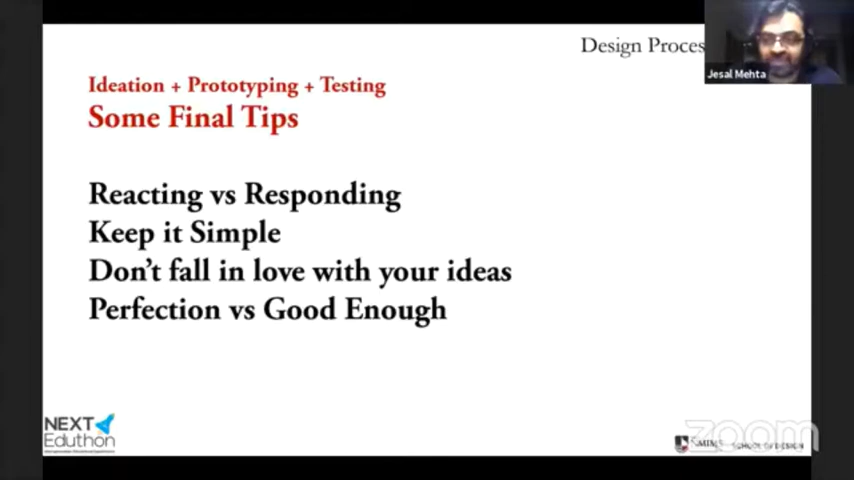 Design Proces
Jesal Mehta
Ideation + Prototyping + Testing
Some Final Tips
Reacting vs Responding
Keep it Simple
Don't fall in love with your ideas
Perfection vs Good Enough
NEXT
Eduthon
zoom
SCHOOL OF DESIGN